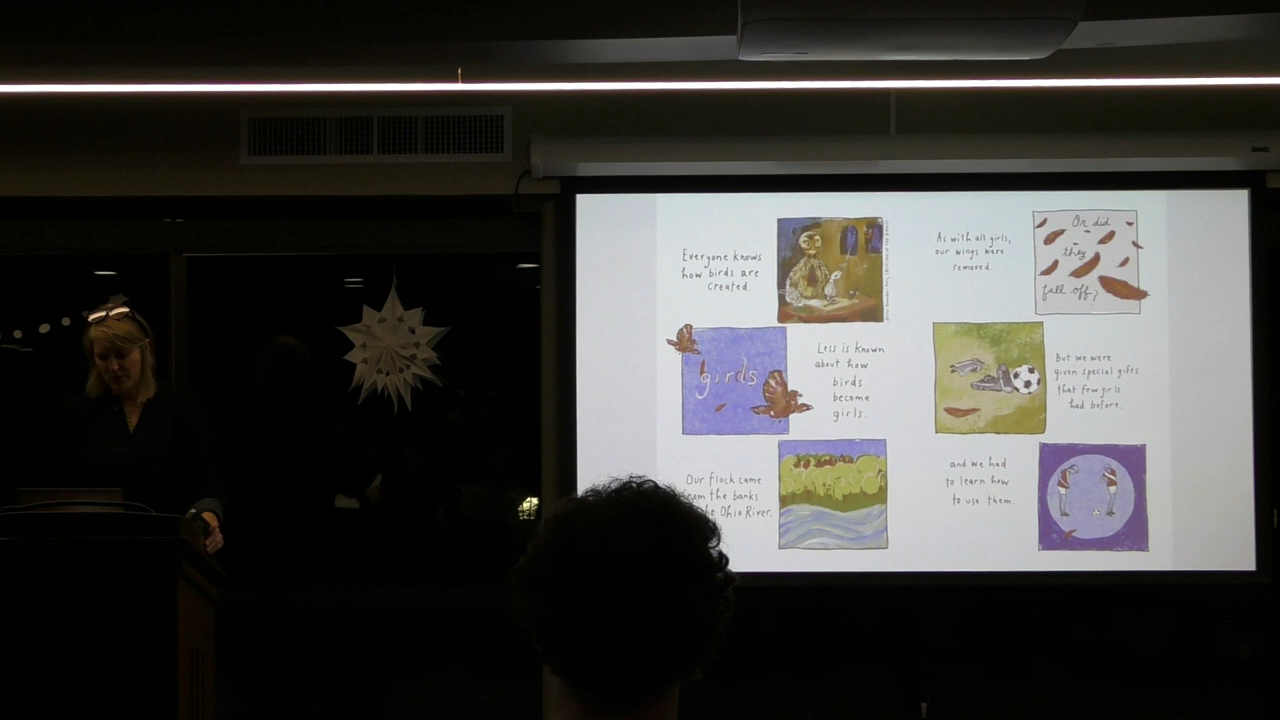 Everyone knows
how birds are
created
As with all girls,
our wings were
removed.
Or did
they
fall off?
girds
Less is known
about how
birds
become
girls.
But we were
given special gifts
that few girls
had before,
Our flock came
the banks
Ohio River.
and we had
to learn how
to use them.